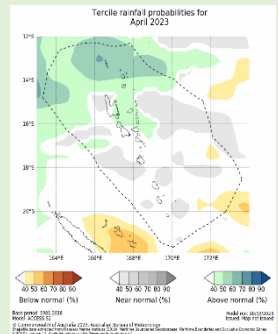 Tercile rainfall probabilities for
April 2023
12°S
14°S
16°S
18°S
20°S
164°E 166°E 168°E 170°E 172°E
40 50 60 70 80 90 40 50 60 70 80 90 40 50 60 70 80 90
Below normal (%) Near normal (%) Above normal (%)
Base period 1981-2018
Model: ACCESS-S2
© Commonwealth of Australia 2023, Australian Bureau of Meteorology